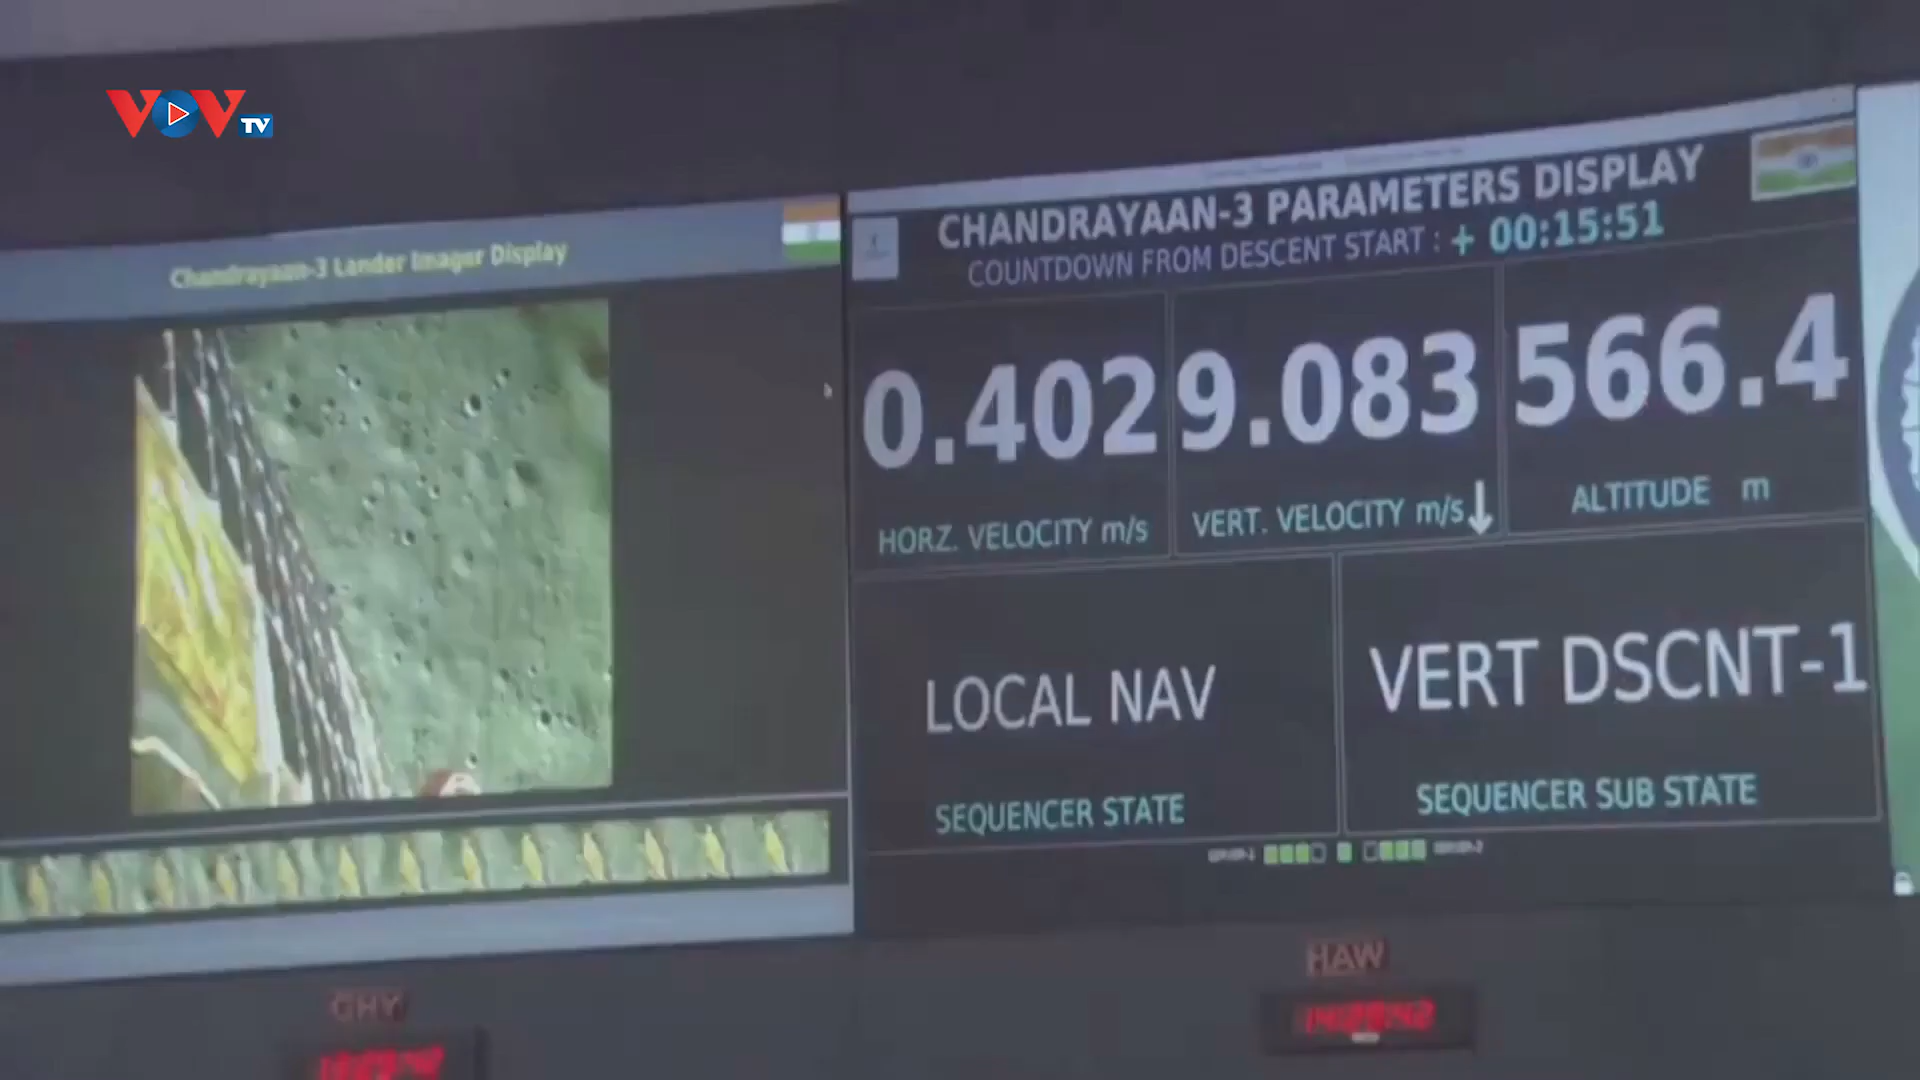 VOV TV
Chandrayaan-3 Lander Imager Display
CHANDRAYAAN-3 PARAMETERS DISPLAY
COUNTDOWN FROM DESCENT START : + 00:15:51
0.402 9.083 566.4
HORZ. VELOCITY m/s VERT. VELOCITY m/s ALTITUDE m
LOCAL NAV VERT DSCNT-1
SEQUENCER STATE SEQUENCER SUB STATE
HAW
GHY